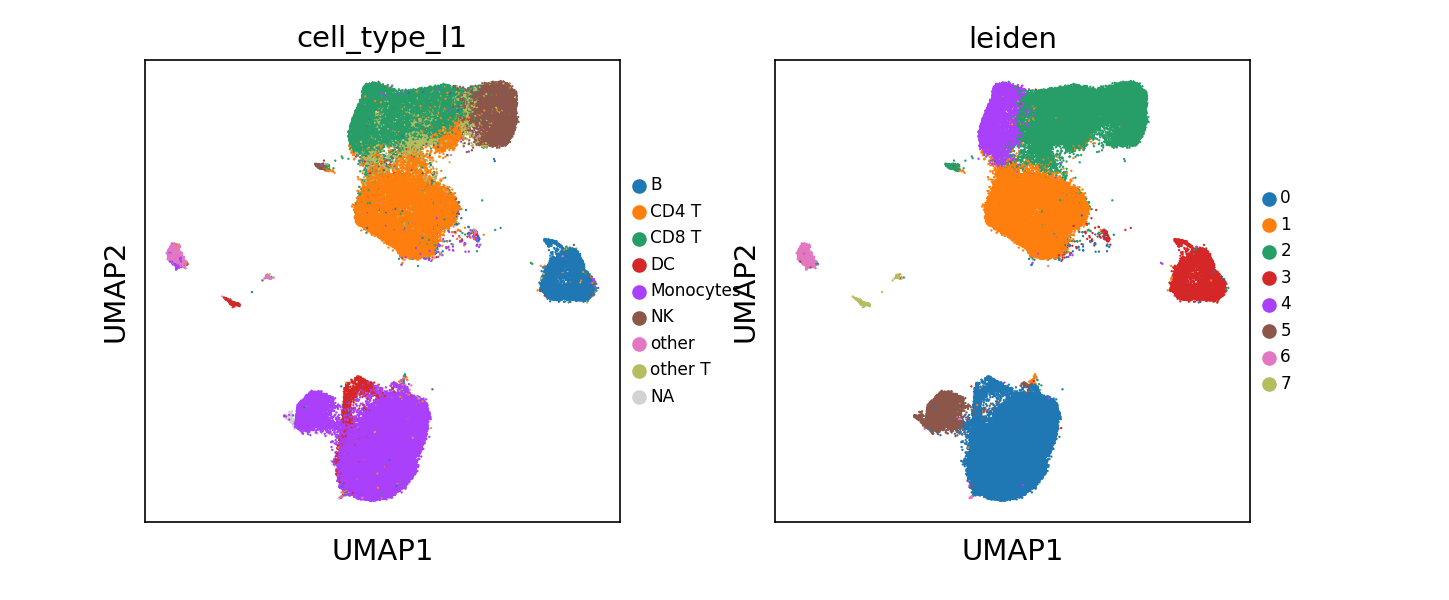 cell_type_l1
UMAP2
UMAP1
B
CD4 T
CD8 T
DC
Monocytes
NK
other
other T
NA
leiden
UMAP2
UMAP1
0
1
2
3
4
5
6
7